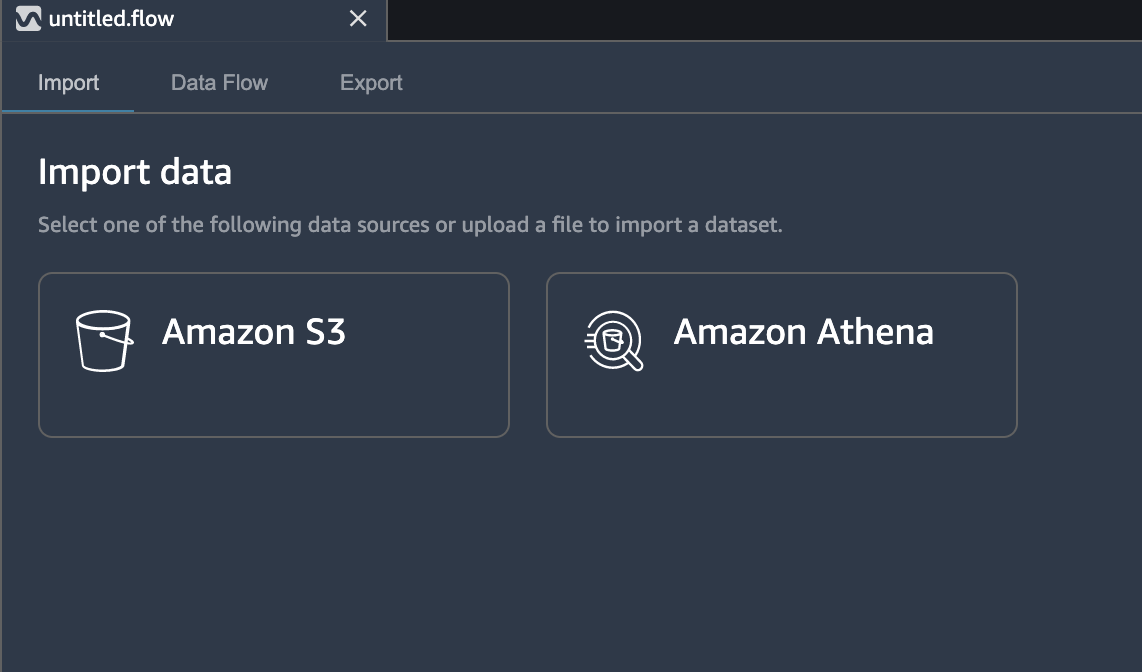 untitled.flow
Import Data Flow Export
Import data
Select one of the following data sources or upload a file to import a dataset.
Amazon S3 Amazon Athena